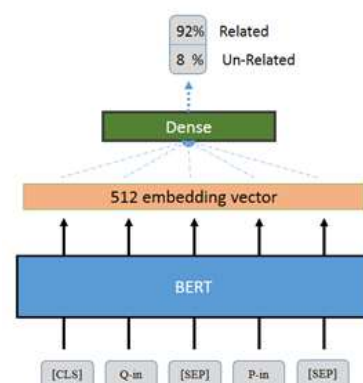 92% Related
8 % Un-Related
Dense
512 embedding vector
BERT
[CLS] Q-in [SEP] P-in [SEP]